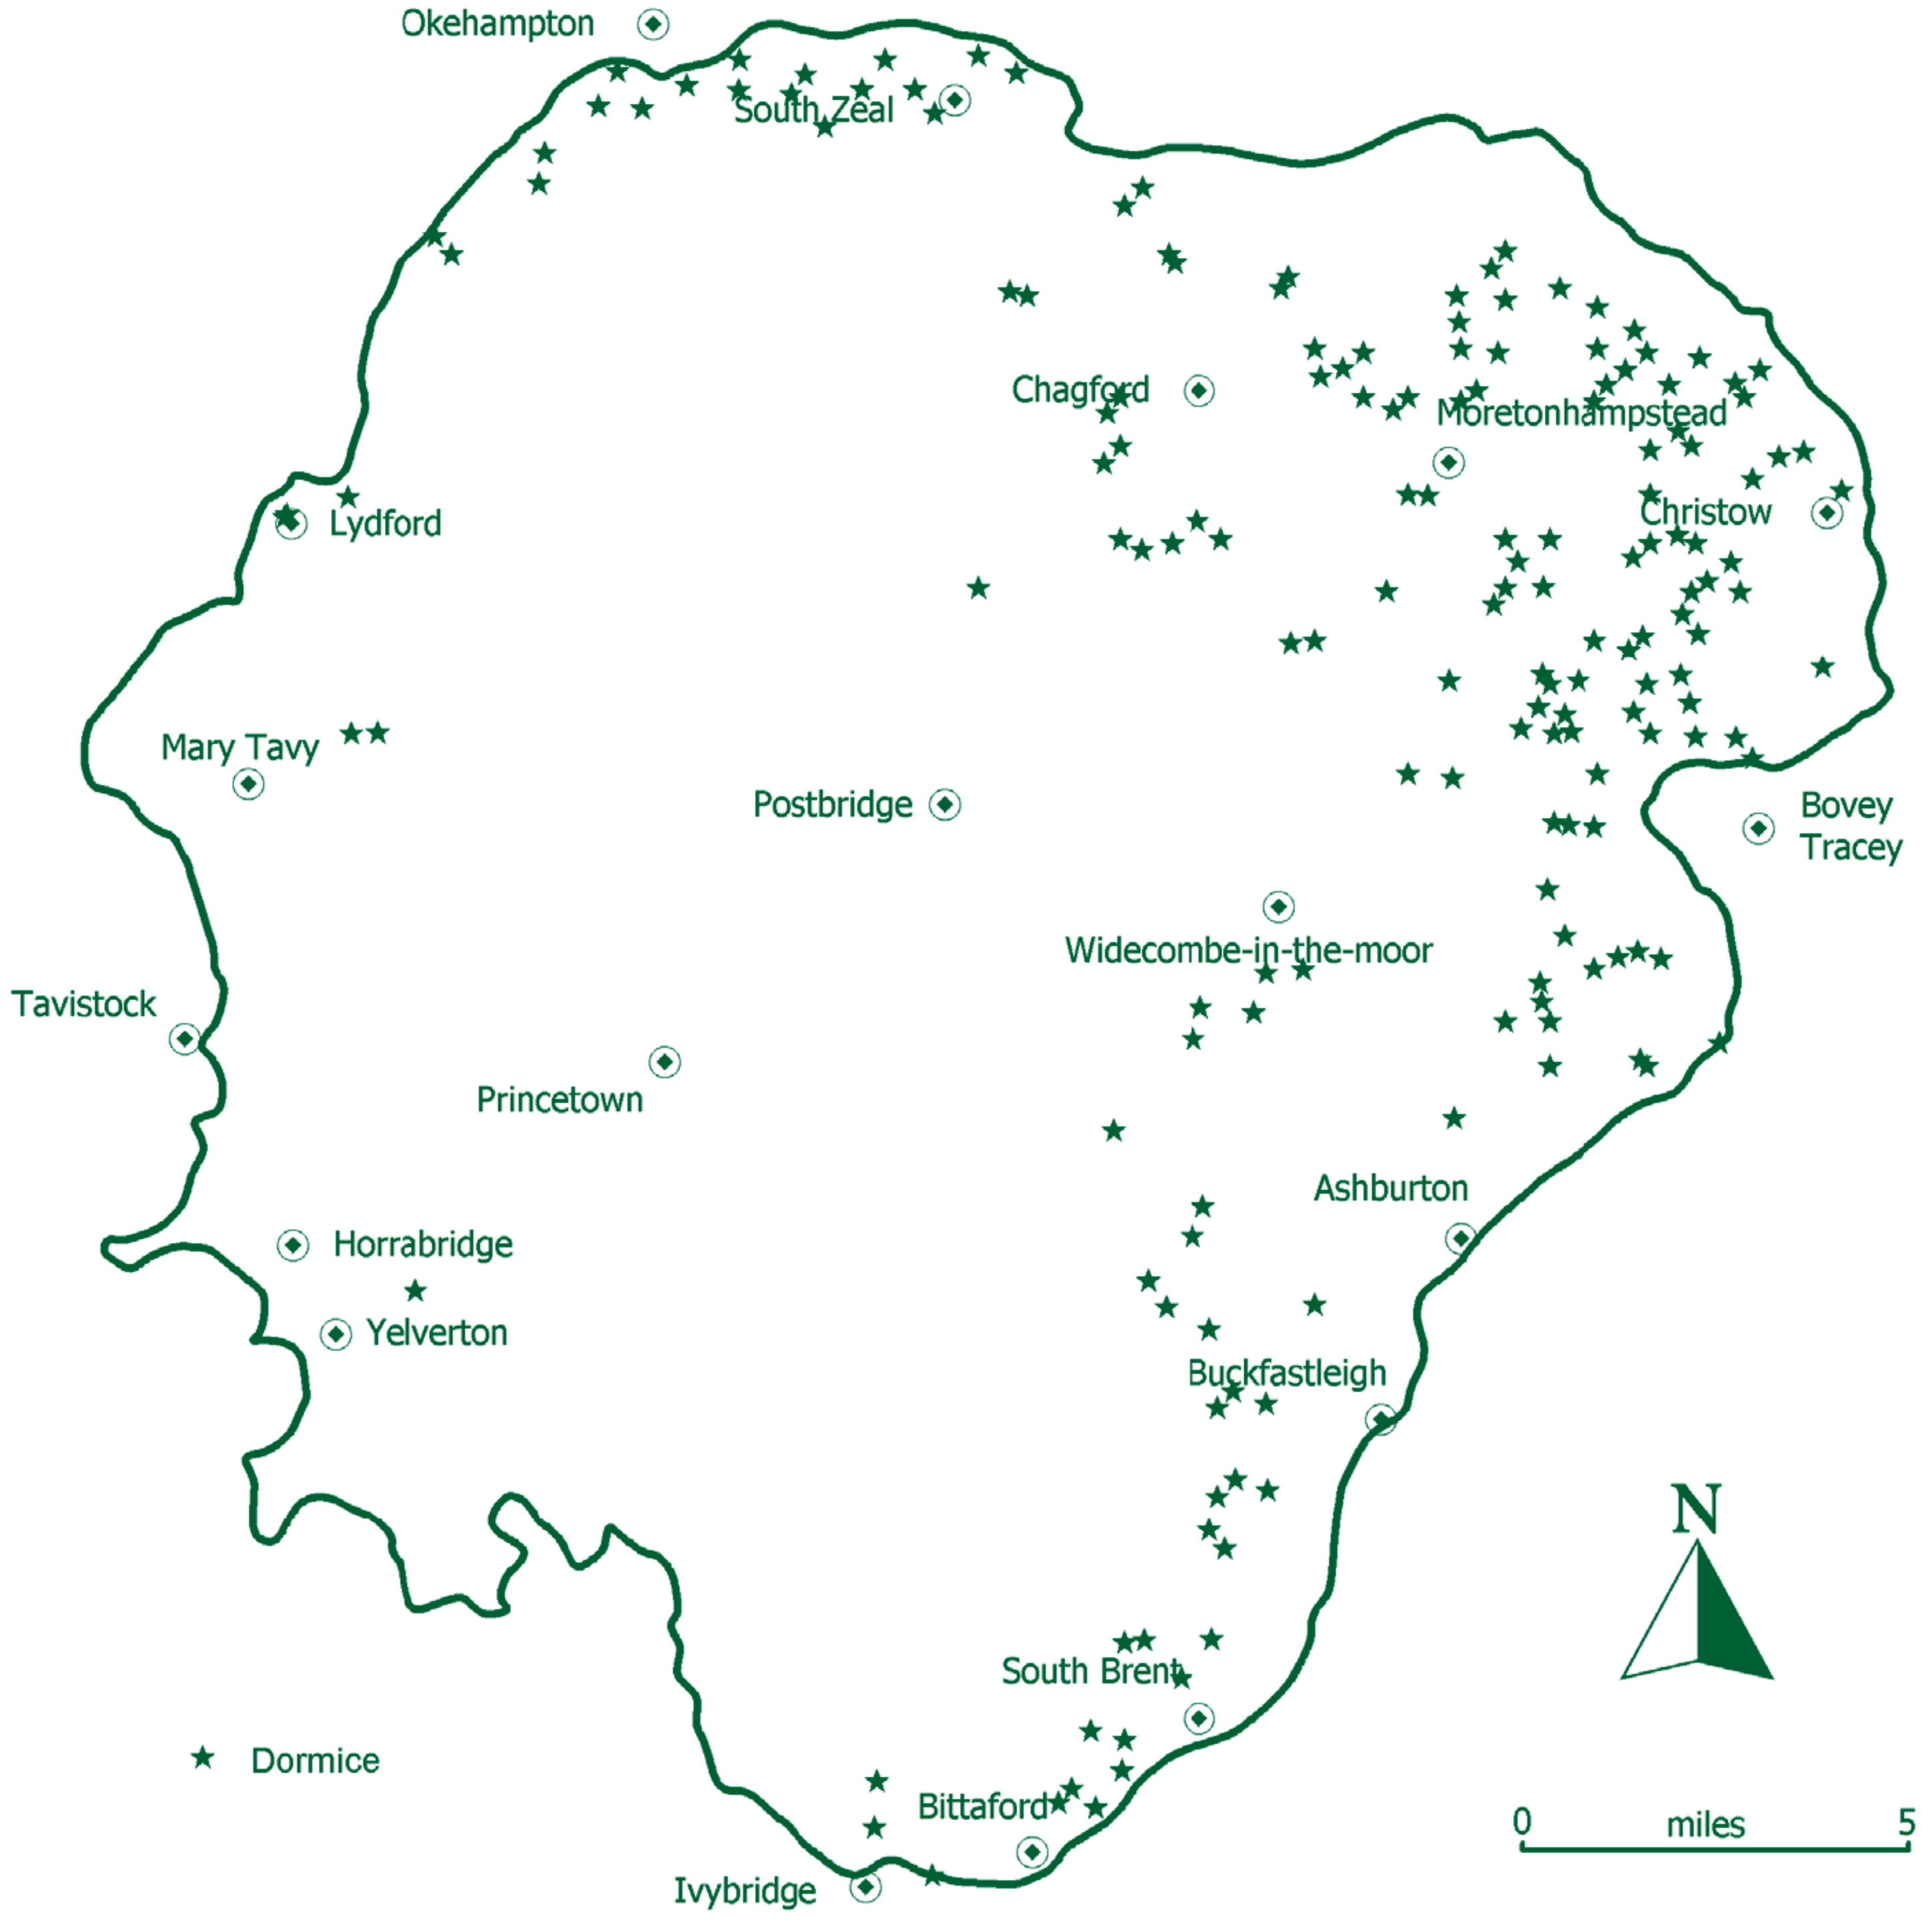 Okehampton
South Zeal
Chagford
Moretonhampstead
Lydford
Christow
Mary Tavy
Postbridge
Bovey
Tracey
Widecombe-in-the-moor
Tavistock
Princetown
Ashburton
Horrabridge
Yelverton
Buckfastleigh
N
South Brent
Dormice
Bittaford
0 miles 5
Ivybridge